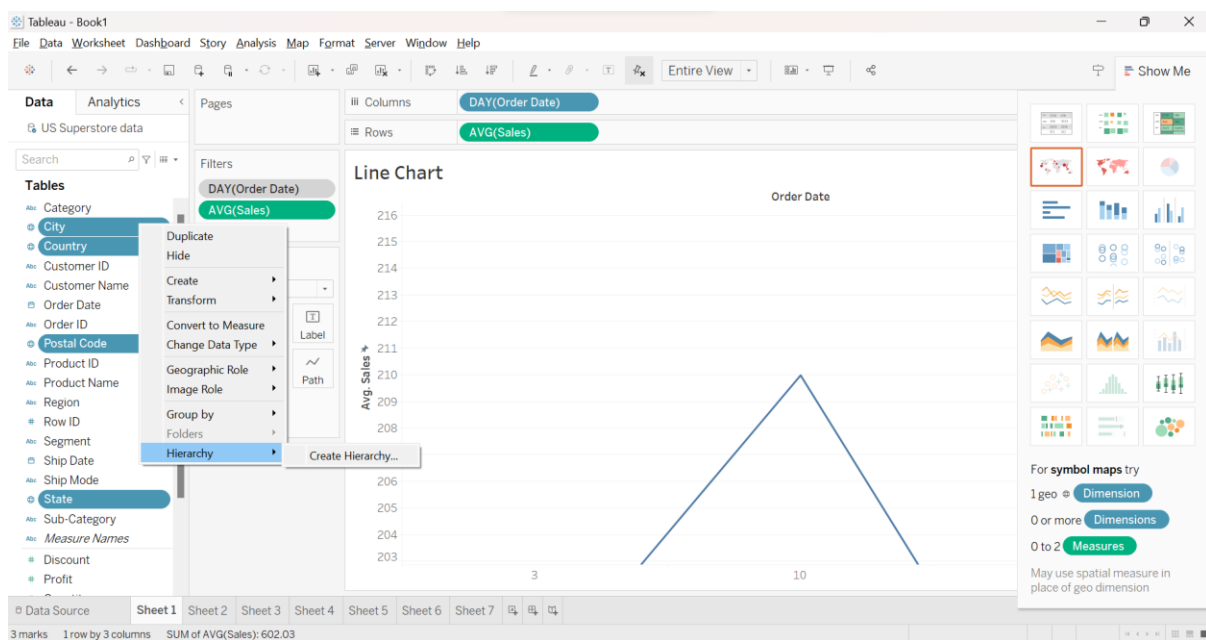 Tableau - Book1
File Data Worksheet Dashboard Story Analysis Map Format Server Window Help
Entire View
Show Me
Data Analytics
US Superstore data
Search
Tables
Category
City
Country
Customer ID
Customer Name
Order Date
Order ID
Postal Code
Product ID
Product Name
Region
Row ID
Segment
Ship Date
Ship Mode
State
Sub-Category
Measure Names
Discount
Profit
Duplicate
Hide
Create
Transform
Convert to Measure
Change Data Type
Geographic Role
Image Role
Group by
Folders
Hierarchy
Create Hierarchy...
Pages
Filters
DAY(Order Date)
AVG(Sales)
Label
Path
Columns DAY(Order Date)
Rows AVG(Sales)
Line Chart
Order Date
Avg. Sales
216
215
214
213
212
211
210
209
208
206
205
204
203
3 10
For symbol maps try
1 geo Dimension
0 or more Dimensions
0 to 2 Measures
May use spatial measure in
place of geo dimension
Data Source Sheet 1 Sheet 2 Sheet 3 Sheet 4 Sheet 5 Sheet 6 Sheet 7
3 marks 1 row by 3 columns SUM of AVG(Sales): 602.03